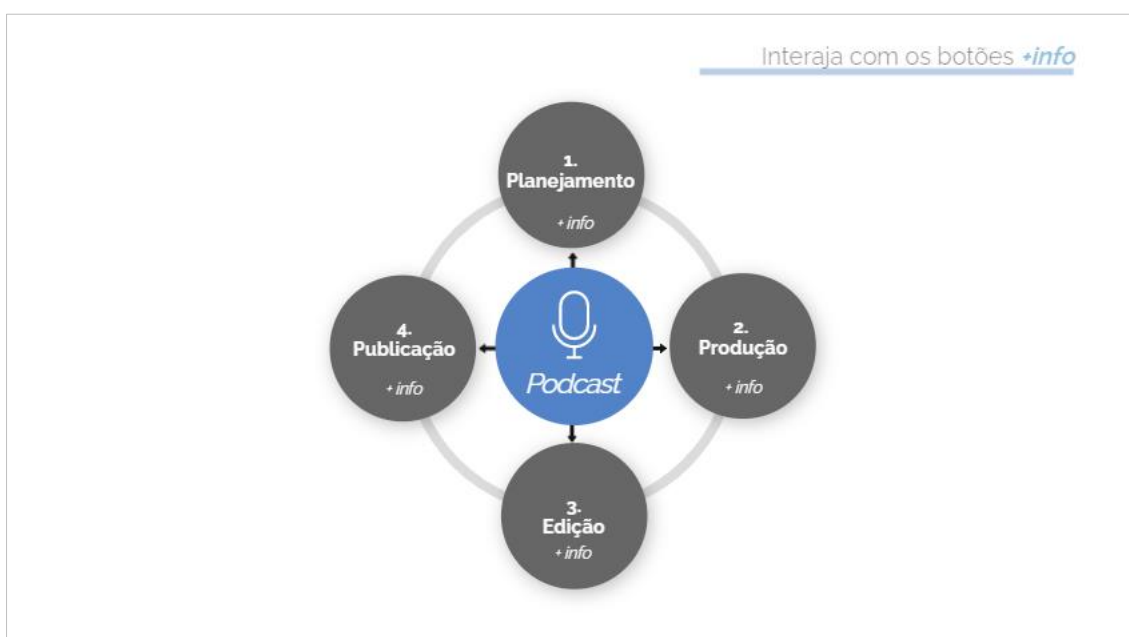 Interaja com os botões +info
1.
Planejamento
+ info
4.
Publicação
+ info
Podcast
2.
Produção
+ info
3.
Edição
+ info